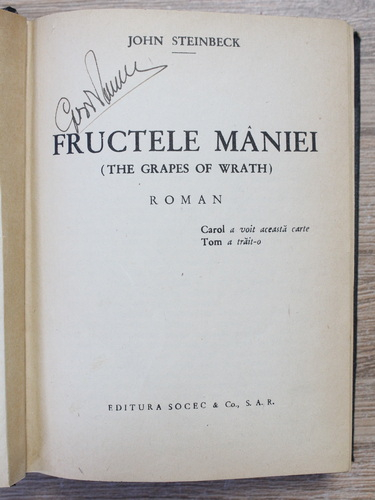 JOHN STEINBECK
FRUCTELE MÂNIEI
(THE GRAPES OF WRATH)
ROMAN
Carol a voit această carte
Tom a trăit-o
EDITURA SOCEC & Co., S. A. R.